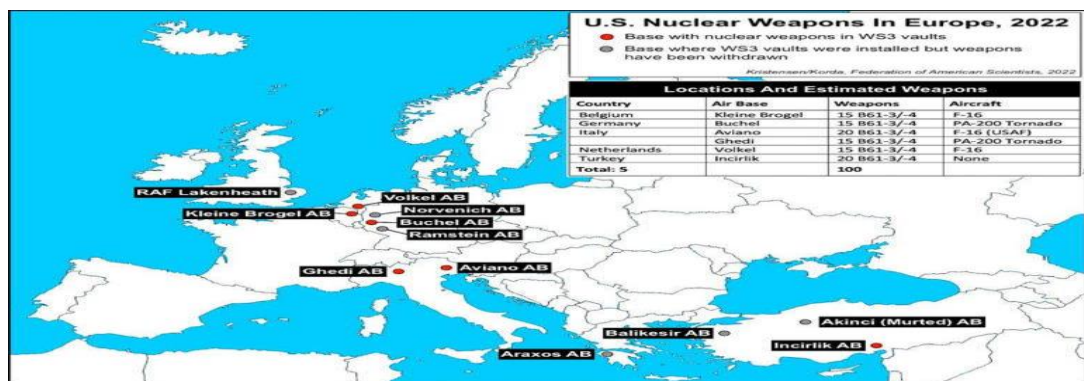 U.S. Nuclear Weapons In Europe, 2022
Base with nuclear weapons in WS3 vaults
Base where WS3 vaults were installed but weapons
have been withdrawn
Kristensen/Korda, Federation of American Scientists, 2022
Locations And Estimated Weapons
Country Air Base Weapons Aircraft
Belgium Kleine Brogel 15 B61-3/-4 F-16
Germany Buchel 15 B61-3/-4 PA-200 Tornado
Italy Aviano 20 B61-3/-4 F-16 (USAF)
Ghedi 15 B61-3/-4 PA-200 Tornado
Netherlands Volkel 15 B61-3/-4 F-16
Turkey Incirlik 20 B61-3/-4 None
Total: 5 100
RAF Lakenheath
Volkel AB
Kleine Brogel AB
Norvenich AB
Buchel AB
Ramstein AB
Ghedi AB
Aviano AB
Akinci (Murted) AB
Balikesir AB
Incirlik AB
Araxos AB